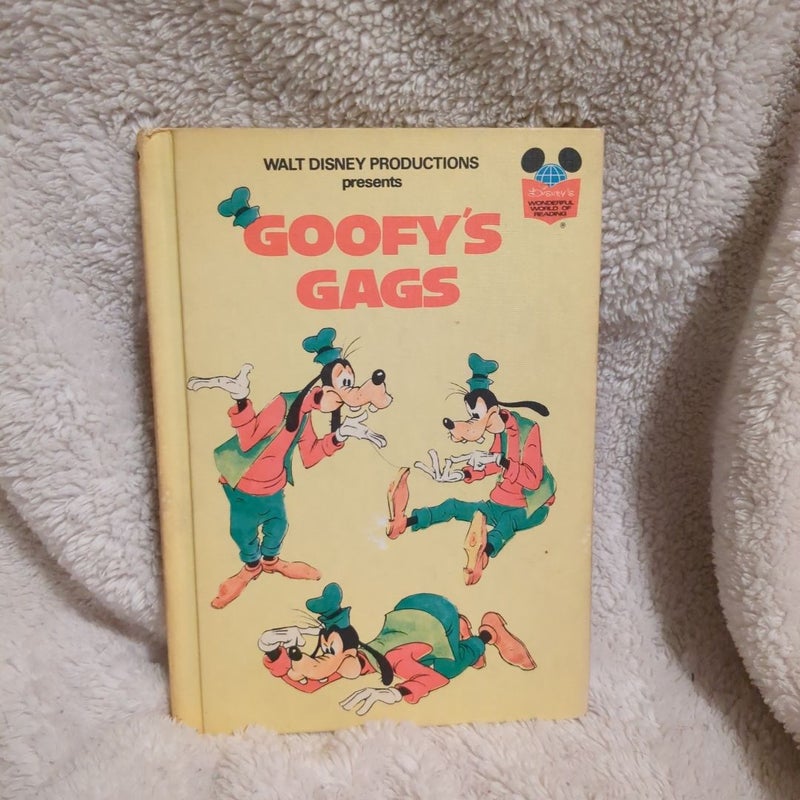 WALT DISNEY PRODUCTIONS
presents
GOOFY'S
GAGS
Disney's
WONDERFUL
WORLD OF
READING
®